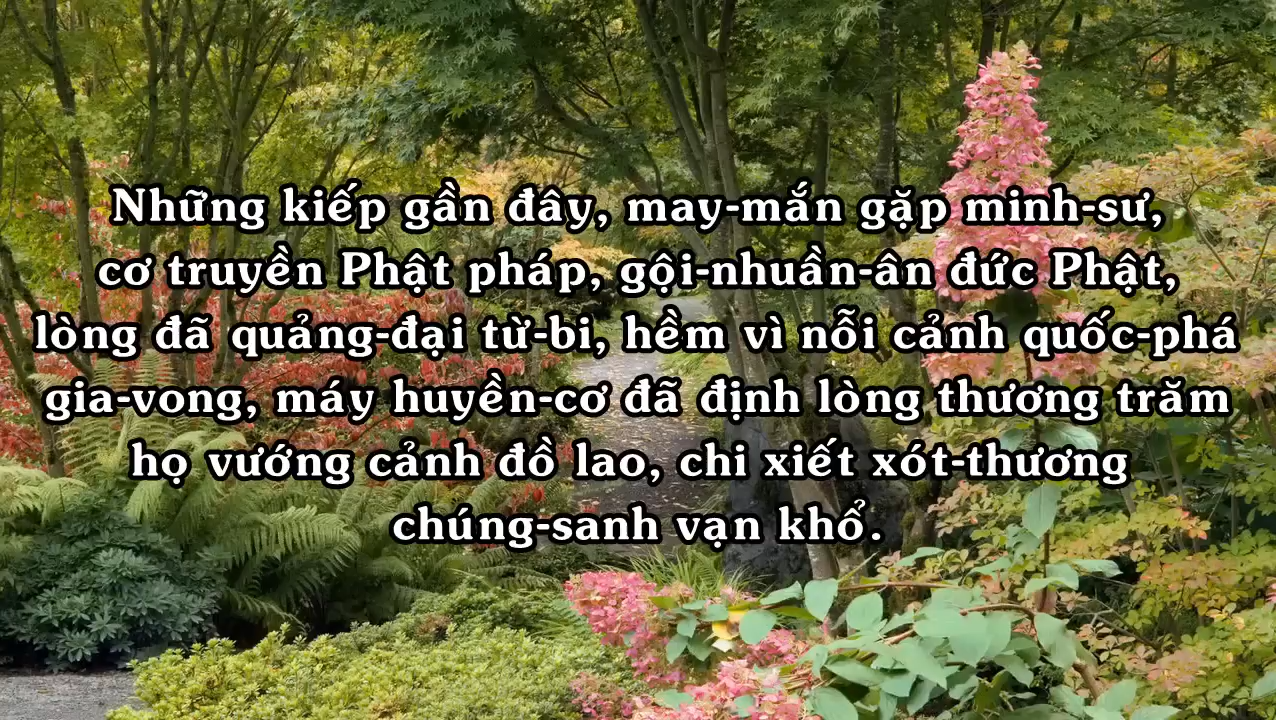 Những kiếp gần đây, may-mắn gặp minh-sư,
cơ truyền Phật pháp, gội-nhuần-ân đức Phật,
lòng đã quảng-đại từ-bi, hềm vì nỗi cảnh quốc-phá
gia-vong, máy huyền-cơ đã định lòng thương trăm
họ vướng cảnh đồ lao, chi xiết xót-thương
chúng-sanh vạn khổ.